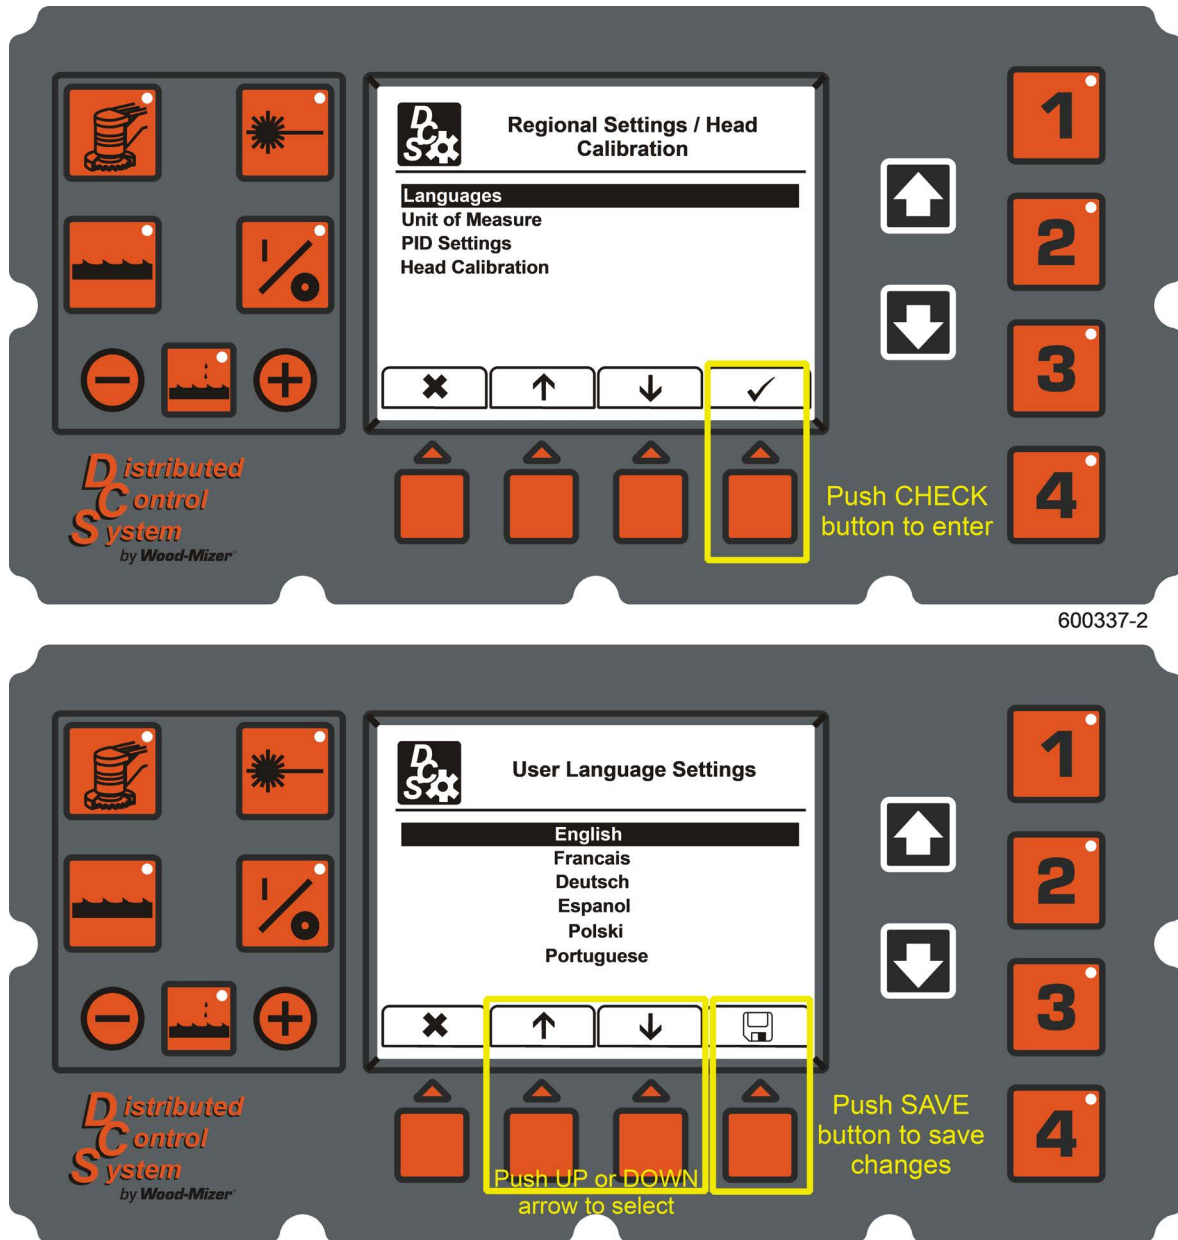 Regional Settings / Head
Calibration
Languages
Unit of Measure
PID Settings
Head Calibration
1
2
3
4
Distributed
Control
System
by Wood-Mizer
Push CHECK
button to enter
600337-2
User Language Settings
English
Francais
Deutsch
Espanol
Polski
Portuguese
1
2
3
4
Distributed
Control
System
by Wood-Mizer
Push UP or DOWN
arrow to select
Push SAVE
button to save
changes